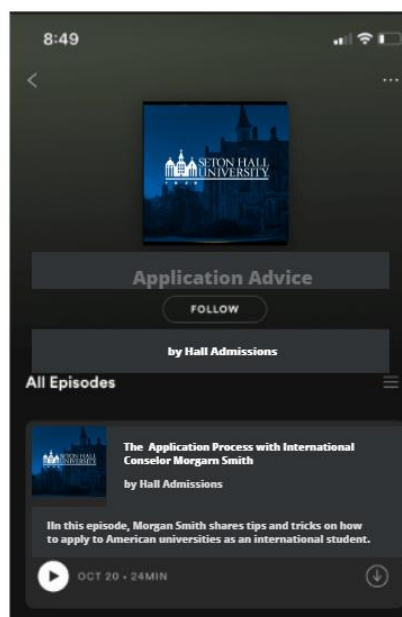 8:49
SETON HALL
UNIVERSITY
1856
Application Advice
FOLLOW
by Hall Admissions
All Episodes
SETON HALL
UNIVERSITY
The Application Process with International
Conselor Morgarn Smith
by Hall Admissions
IIn this episode, Morgan Smith shares tips and tricks on how
to apply to American universities as an international student.
OCT 20 • 24MIN